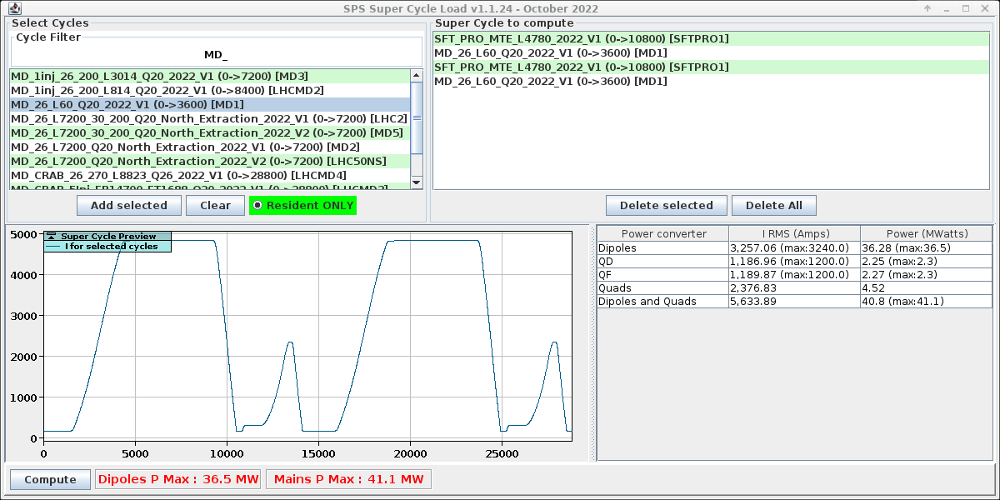 SPS Super Cycle Load v1.1.24 - October 2022
Select Cycles
Cycle Filter
MD_
MD_1inj_26_200_L3014_Q20_2022_V1 (0->7200) [MD3]
MD_1inj_26_200_L814_Q20_2022_V1 (0->8400) [LHCMD2]
MD_26_L60_Q20_2022_V1 (0->3600) [MD1]
MD_26_L7200_30_200_Q20_North_Extraction_2022_V1 (0->7200) [LHC2]
MD_26_L7200_30_200_Q20_North_Extraction_2022_V2 (0->7200) [MD5]
MD_26_L7200_Q20_North_Extraction_2022_V1 (0->7200) [MD2]
MD_26_L7200_Q20_North_Extraction_2022_V2 (0->7200) [LHC50NS]
MD_CRAB_26_270_L8823_Q26_2022_V1 (0->28800) [LHCMD4]
Add selected
Clear
Resident ONLY
Super Cycle to compute
SFT_PRO_MTE_L4780_2022_V1 (0->10800) [SFTPRO1]
MD_26_L60_Q20_2022_V1 (0->3600) [MD1]
SFT_PRO_MTE_L4780_2022_V1 (0->10800) [SFTPRO1]
MD_26_L60_Q20_2022_V1 (0->3600) [MD1]
Delete selected
Delete All
Super Cycle Preview
I for selected cycles
5000
4000
3000
2000
1000
0
0 5000 10000 15000 20000 25000
Power converter I RMS (Amps) Power (MWatts)
Dipoles 3,257.06 (max:3240.0) 36.28 (max:36.5)
QD 1,186.96 (max:1200.0) 2.25 (max:2.3)
QF 1,189.87 (max:1200.0) 2.27 (max:2.3)
Quads 2,376.83 4.52
Dipoles and Quads 5,633.89 40.8 (max:41.1)
Compute
Dipoles P Max : 36.5 MW
Mains P Max : 41.1 MW